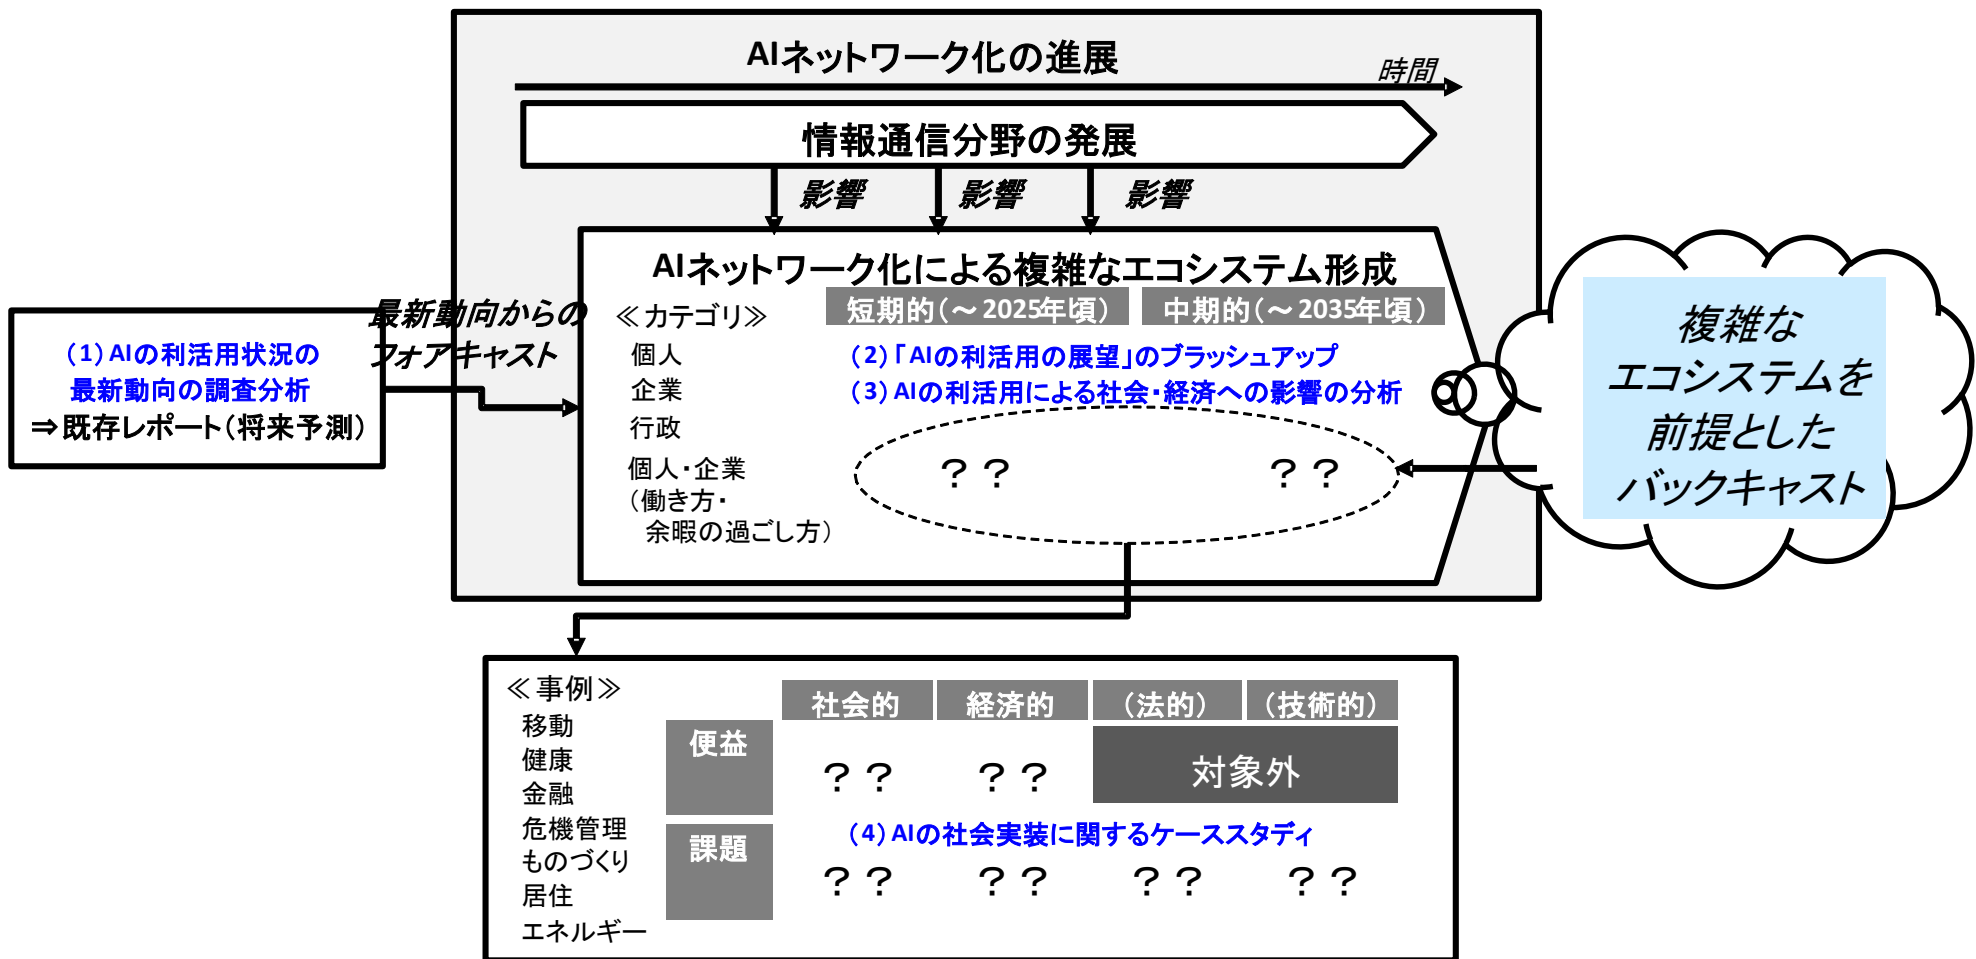 AIネットワーク化の進展
時間
情報通信分野の発展
影響 影響 影響
AIネットワーク化による複雑なエコシステム形成
≪カテゴリ≫
短期的（～2025年頃） 中期的（～2035年頃）
個人
企業
行政
個人・企業
（働き方・
余暇の過ごし方）
（2）「AIの利活用の展望」のブラッシュアップ
（3）AIの利活用による社会・経済への影響の分析
？？ ？？
最新動向からの
フォアキャスト
（1）AIの利活用状況の
最新動向の調査分析
⇒既存レポート（将来予測）
複雑な
エコシステムを
前提とした
バックキャスト
≪事例≫
移動
健康
金融
危機管理
ものづくり
居住
エネルギー
社会的 経済的 （法的） （技術的）
便益
？？ ？？ 対象外
（4）AIの社会実装に関するケーススタディ
課題
？？ ？？ ？？ ？？